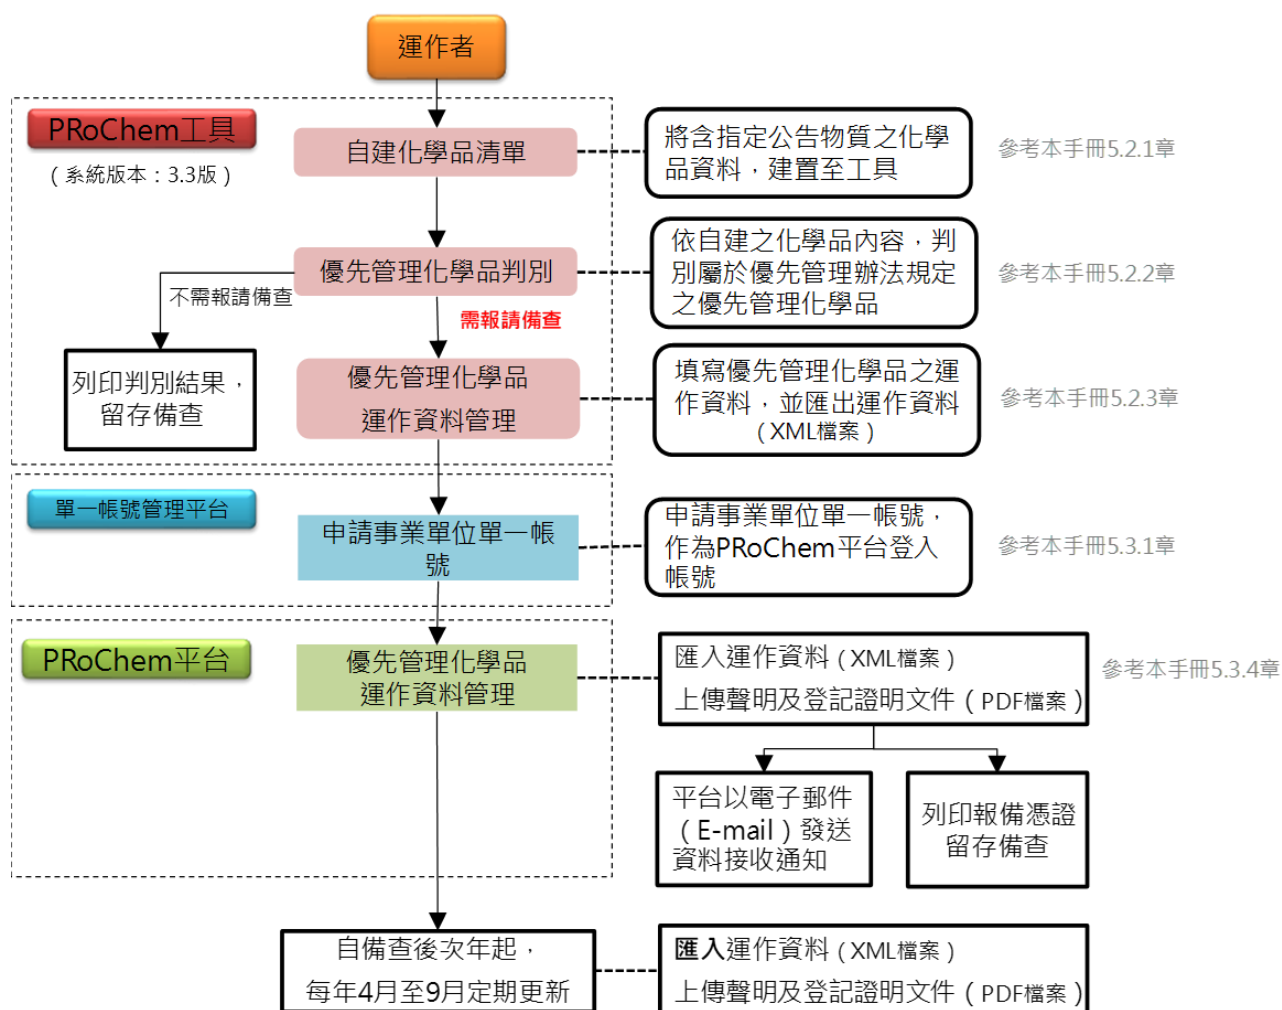 運作者
PRoChem工具
（系統版本：3.3版）
自建化學品清單
將含指定公告物質之化學
品資料，建置至工具
參考本手冊5.2.1章
優先管理化學品判別
依自建之化學品內容，判
別屬於優先管理辦法規定
之優先管理化學品
參考本手冊5.2.2章
不需報請備查
需報請備查
列印判別結果，
留存備查
優先管理化學品
運作資料管理
填寫優先管理化學品之運
作資料，並匯出運作資料
（XML檔案）
參考本手冊5.2.3章
單一帳號管理平台
申請事業單位單一帳
號
申請事業單位單一帳號，
作為PRoChem平台登入
帳號
參考本手冊5.3.1章
PRoChem平台
優先管理化學品
運作資料管理
匯入運作資料（XML檔案）
上傳聲明及登記證明文件（PDF檔案）
參考本手冊5.3.4章
平台以電子郵件
（E-mail）發送
資料接收通知
列印報備憑證
留存備查
自備查後次年起，
每年4月至9月定期更新
匯入運作資料（XML檔案）
上傳聲明及登記證明文件（PDF檔案）